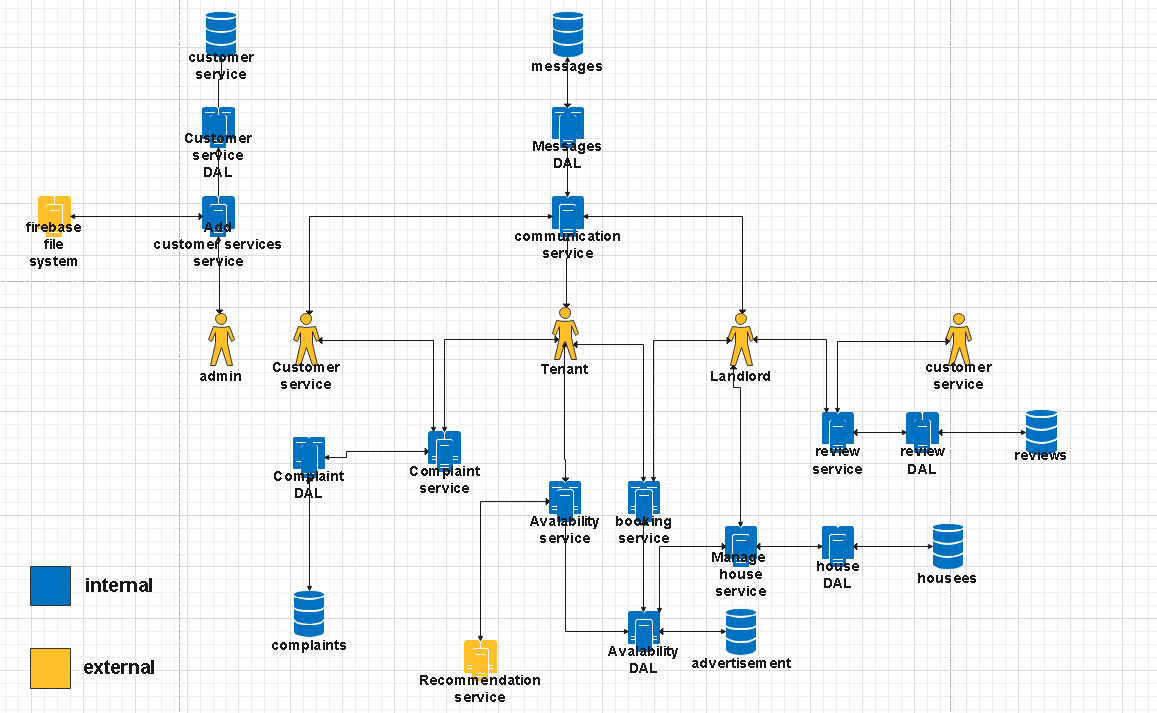 customer
service
messages
Customer
service
DAL
Messages
DAL
firebase
file
system
Add
customer services
service
communication
service
admin
Customer
service
Tenant
Landlord
customer
service
Complaint
DAL
Complaint
service
review
service
review
DAL
reviews
Avalability
service
booking
service
Manage
house
service
house
DAL
housees
internal
complaints
Avalability
DAL
advertisement
external
Recommendation
service